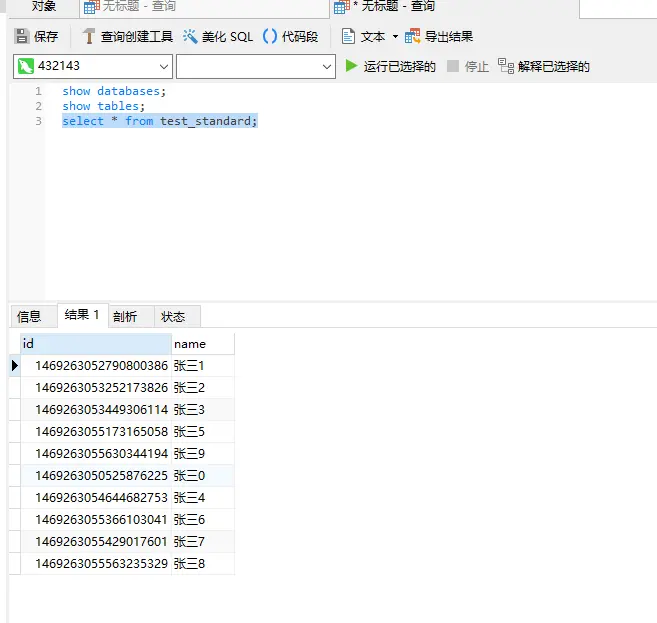 对象 无标题 - 查询 * 无标题 - 查询
保存 查询创建工具 美化 SQL 代码段 文本 导出结果
432143 运行已选择的 停止 解释已选择的
1 show databases;
2 show tables;
3 select * from test_standard;
信息 结果 1 剖析 状态
id name
1469263052790800386 张三1
1469263053252173826 张三2
1469263053449306114 张三3
1469263055173165058 张三5
1469263055630344194 张三9
1469263050525876225 张三0
1469263054644682753 张三4
1469263055366103041 张三6
1469263055429017601 张三7
1469263055563235329 张三8